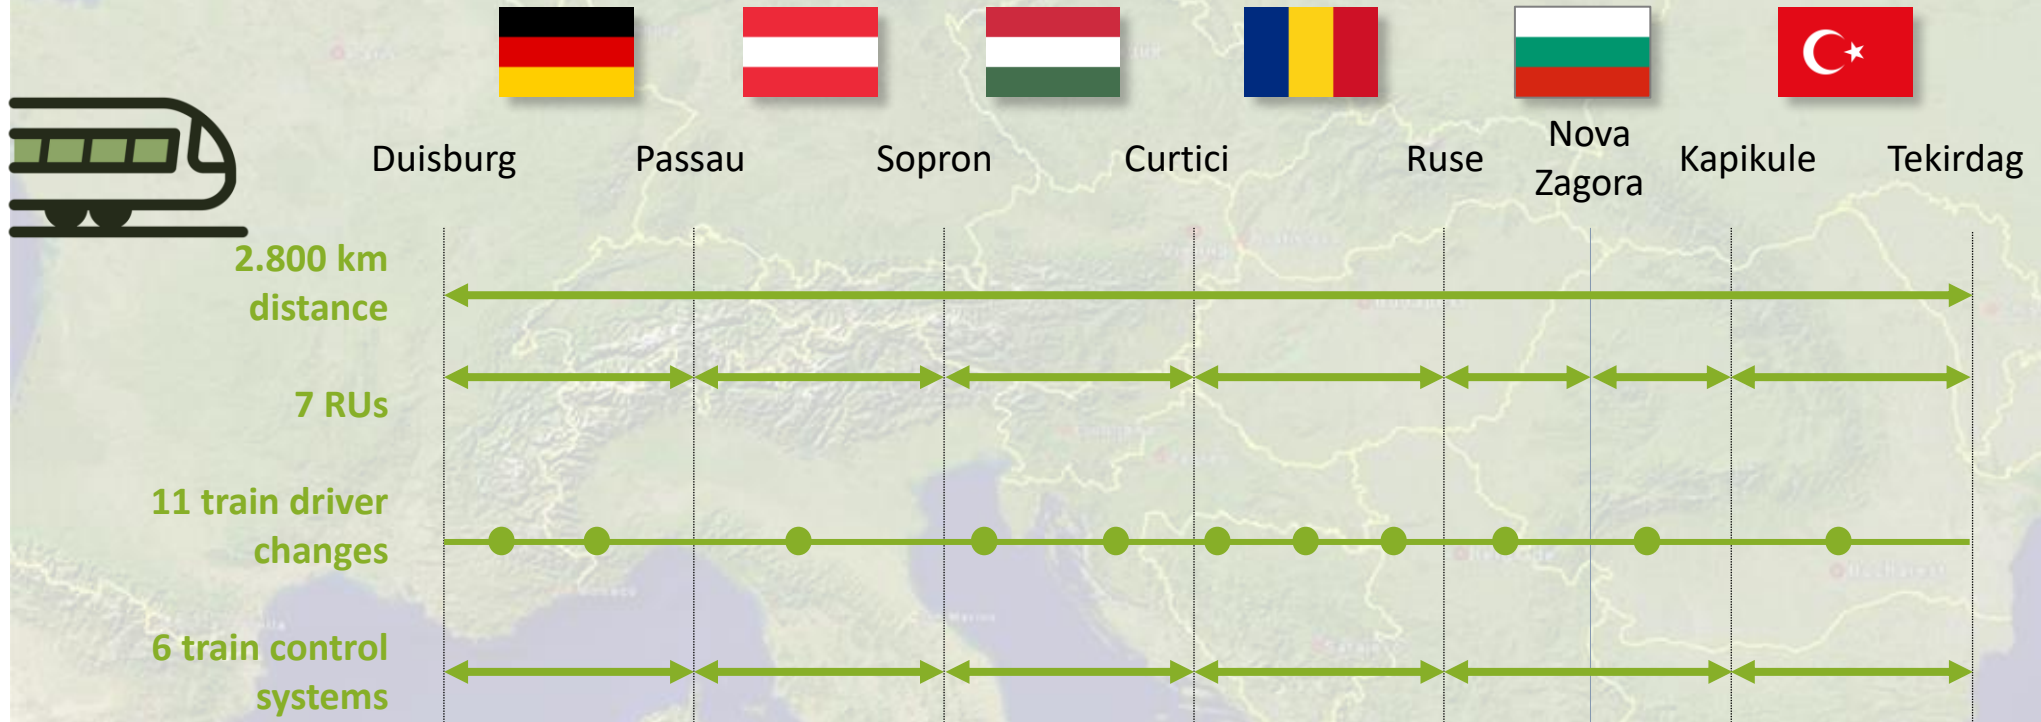 Duisburg
Passau
Sopron
Curtici
Ruse
Nova
Zagora
Kapikule
Tekirdag
2.800 km
distance
7 RUs
11 train driver
changes
6 train control
systems